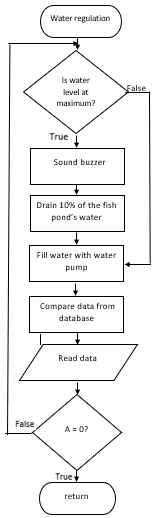 Water regulation
Is water
level at
maximum?
False
True
Sound buzzer
Drain 10% of the fish
pond's water
Fill water with water
pump
Compare data from
database
Read data
False
A = 0?
True
return